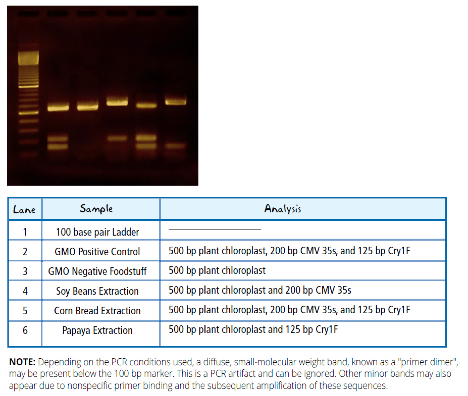 Lane Sample Analysis
1 100 base pair Ladder
2 GMO Positive Control 500 bp plant chloroplast, 200 bp CMV 35s, and 125 bp Cry1F
3 GMO Negative Foodstuff 500 bp plant chloroplast
4 Soy Beans Extraction 500 bp plant chloroplast and 200 bp CMV 35s
5 Corn Bread Extraction 500 bp plant chloroplast, 200 bp CMV 35s, and 125 bp Cry1F
6 Papaya Extraction 500 bp plant chloroplast and 125 bp Cry1F
NOTE: Depending on the PCR conditions used, a diffuse, small-molecular weight band, known as a "primer dimer",
may be present below the 100 bp marker. This is a PCR artifact and can be ignored. Other minor bands may also
appear due to nonspecific primer binding and the subsequent amplification of these sequences.